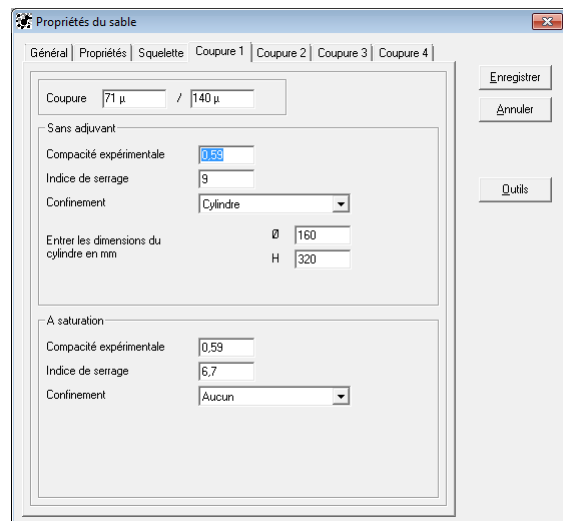 Propriétés du sable
Général Propriétés Squelette Coupure 1 Coupure 2 Coupure 3 Coupure 4
Enregistrer
Annuler
Outils
Coupure 71 µ / 140 µ
Sans adjuvant
Compacité expérimentale 0,59
Indice de serrage 9
Confinement Cylindre
Entrer les dimensions du
cylindre en mm
Ø 160
H 320
A saturation
Compacité expérimentale 0,59
Indice de serrage 6,7
Confinement Aucun